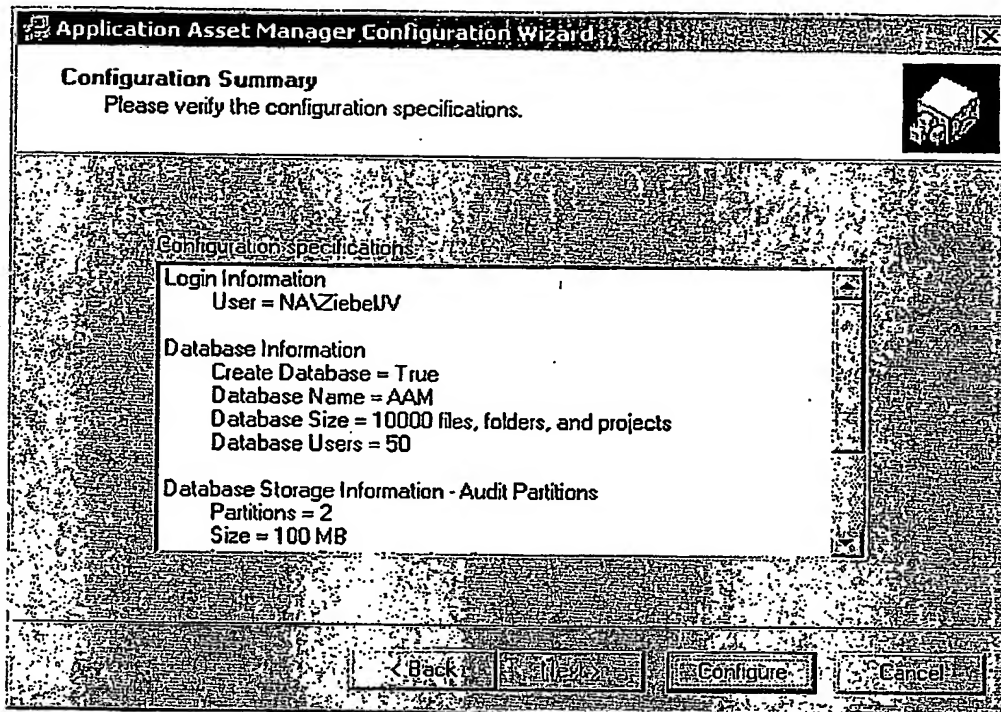 Application Asset Manager Configuration Wizard
Configuration Summary
Please verify the configuration specifications.
Configuration specifications:
Login Information
User = NA\ZiebelJV
Database Information
Create Database = True
Database Name = AAM
Database Size = 10000 files, folders, and projects
Database Users = 50
Database Storage Information - Audit Partitions
Partitions = 2
Size = 100 MB
< Back
Next >
Configure
Cancel